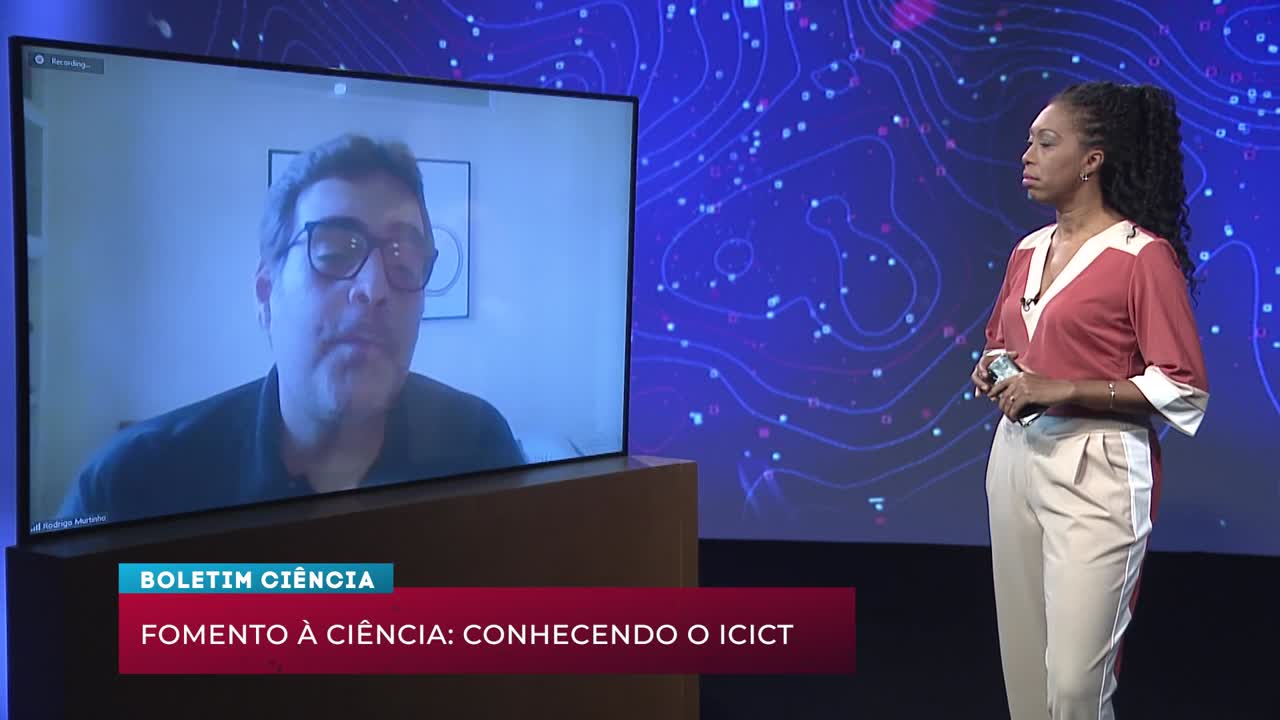 Recording...
Rodrigo Murtinho
BOLETIM CIÊNCIA
FOMENTO À CIÊNCIA: CONHECENDO O ICICT